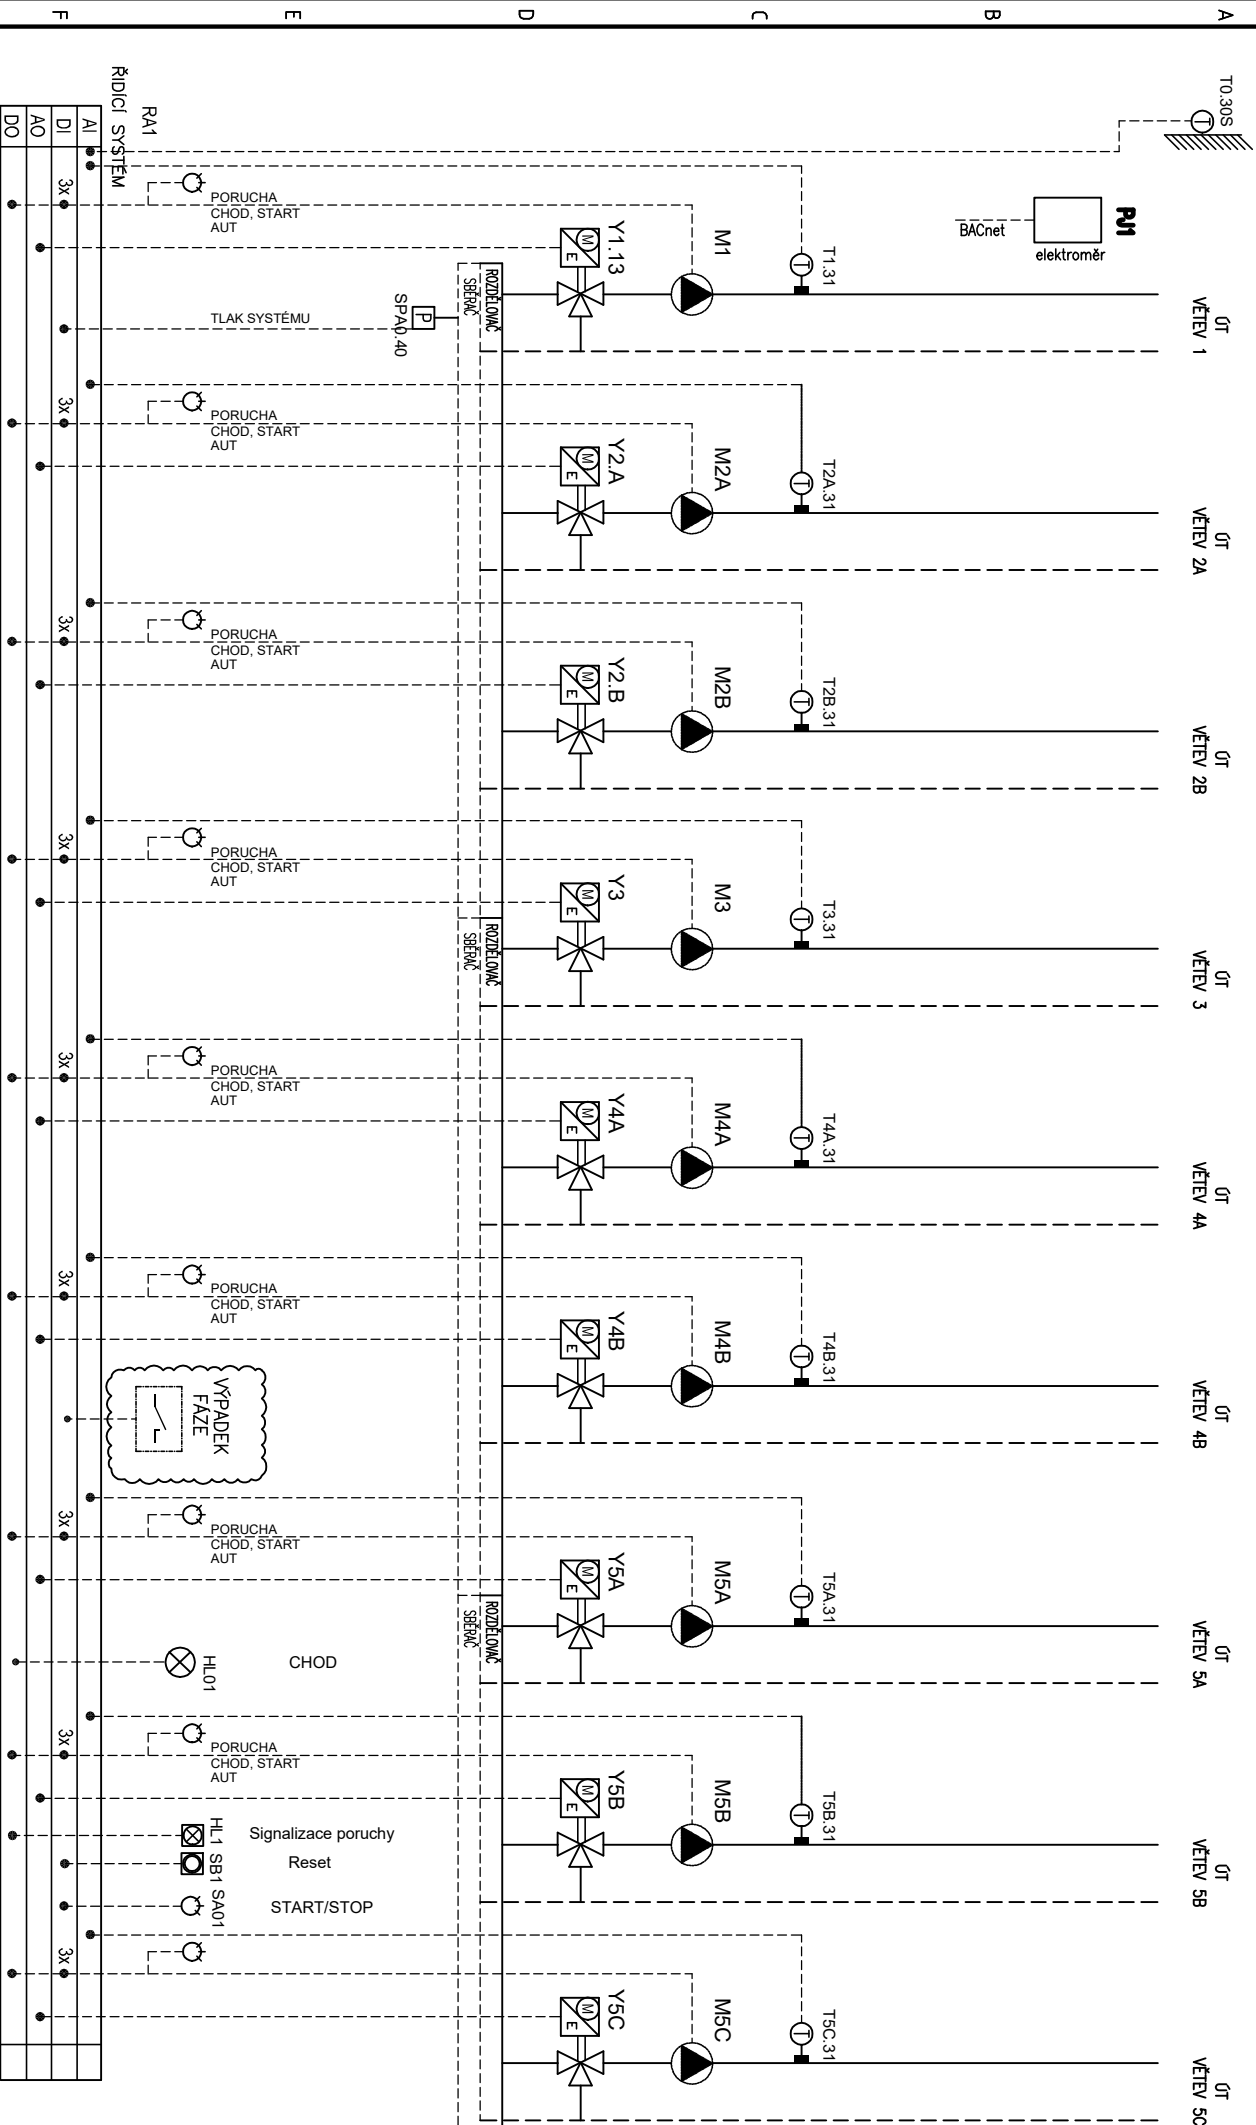 A
B
C
D
E
F
T0.30S
PJ1
elektroměr
BACnet
ÚT
VĚTEV 1
ÚT
VĚTEV 2A
ÚT
VĚTEV 2B
ÚT
VĚTEV 3
ÚT
VĚTEV 4A
ÚT
VĚTEV 4B
ÚT
VĚTEV 5A
ÚT
VĚTEV 5B
ÚT
VĚTEV 5C
T
T1.31
T
T2A.31
T
T2B.31
T
T3.31
T
T4A.31
T
T4B.31
T
T5A.31
T
T5B.31
T
T5C.31
T
M1
M2A
M2B
M3
M4A
M4B
M5A
M5B
M5C
Y1.13
M
E
Y2.A
M
E
Y2.B
M
E
Y3
M
E
Y4A
M
E
Y4B
M
E
Y5A
M
E
Y5B
M
E
Y5C
M
E
ROZDĚLOVAČ
SBĚRAČ
ROZDĚLOVAČ
SBĚRAČ
ROZDĚLOVAČ
SBĚRAČ
P
SPA0.40
TLAK SYSTÉMU
PORUCHA
CHOD, START
AUT
PORUCHA
CHOD, START
AUT
PORUCHA
CHOD, START
AUT
PORUCHA
CHOD, START
AUT
PORUCHA
CHOD, START
AUT
PORUCHA
CHOD, START
AUT
PORUCHA
CHOD, START
AUT
PORUCHA
CHOD, START
AUT
VÝPADEK
FÁZE
CHOD
HL01
Signalizace poruchy
HL1
Reset
SB1
START/STOP
SA01
RA1
ŘIDÍCÍ SYSTÉM
AI
DI
AO
DO
3x
3x
3x
3x
3x
3x
3x
3x
3x